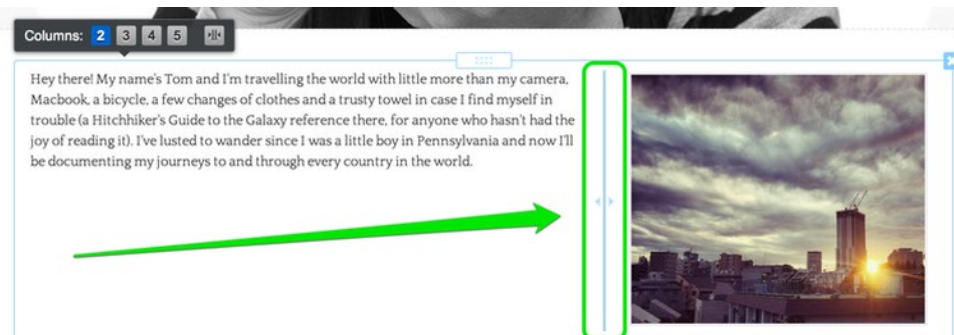 Columns: 2 3 4 5
Hey there! My name's Tom and I'm travelling the world with little more than my camera,
Macbook, a bicycle, a few changes of clothes and a trusty towel in case I find myself in
trouble (a Hitchhiker's Guide to the Galaxy reference there, for anyone who hasn't had the
joy of reading it). I've lusted to wander since I was a little boy in Pennsylvania and now I'll
be documenting my journeys to and through every country in the world.